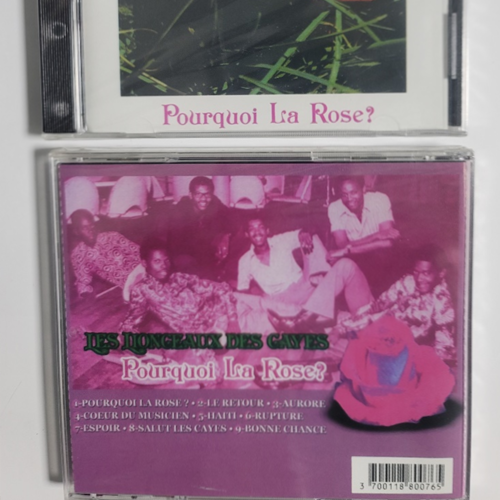 Pourquoi La Rose?
Les Lionceaux des Cayes
Pourquoi La Rose?
1-POURQUOI LA ROSE? • 2-LE RETOUR • 3-AURORE
4-COEUR DU MUSICIEN • 5-HAITI • 6-RUPTURE
7-ESPOIR • 8-SALUT LES CAYES • 9-BONNE CHANCE
3 700118 800765